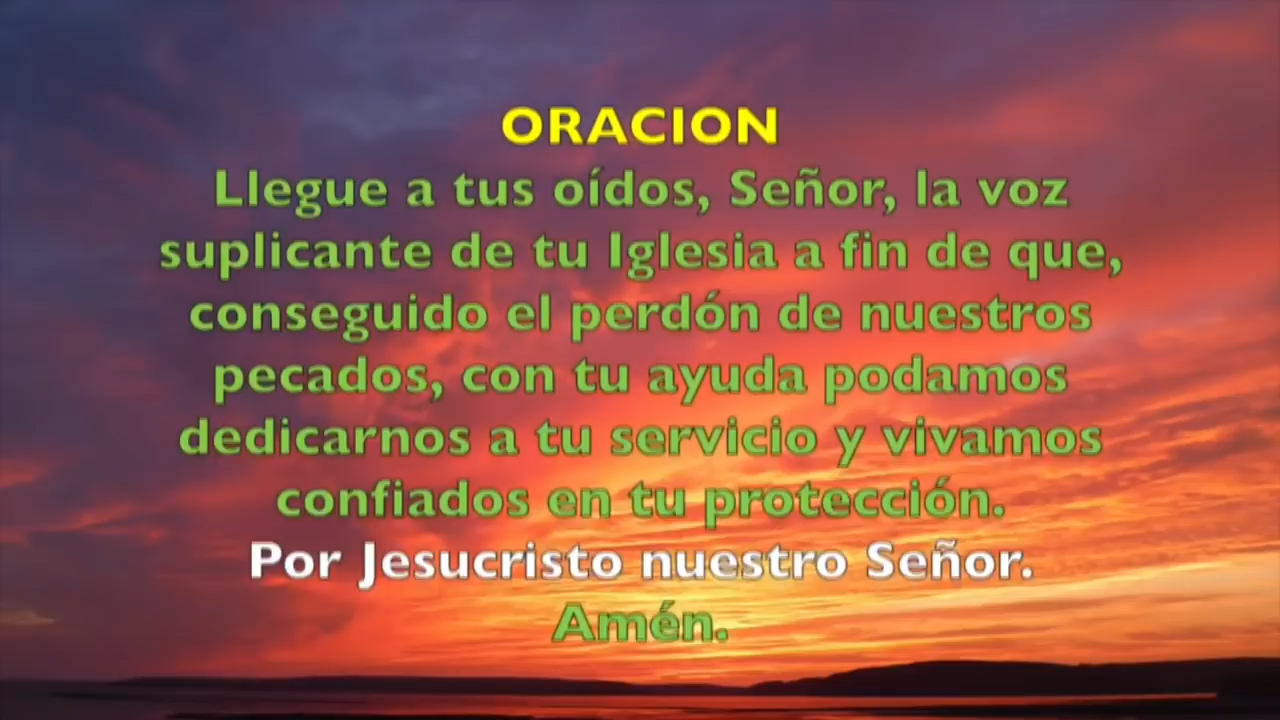 ORACION
Llegue a tus oídos, Señor, la voz
suplicante de tu Iglesia a fin de que,
conseguido el perdón de nuestros
pecados, con tu ayuda podamos
dedicarnos a tu servicio y vivamos
confiados en tu protección.
Por Jesucristo nuestro Señor.
Amén.